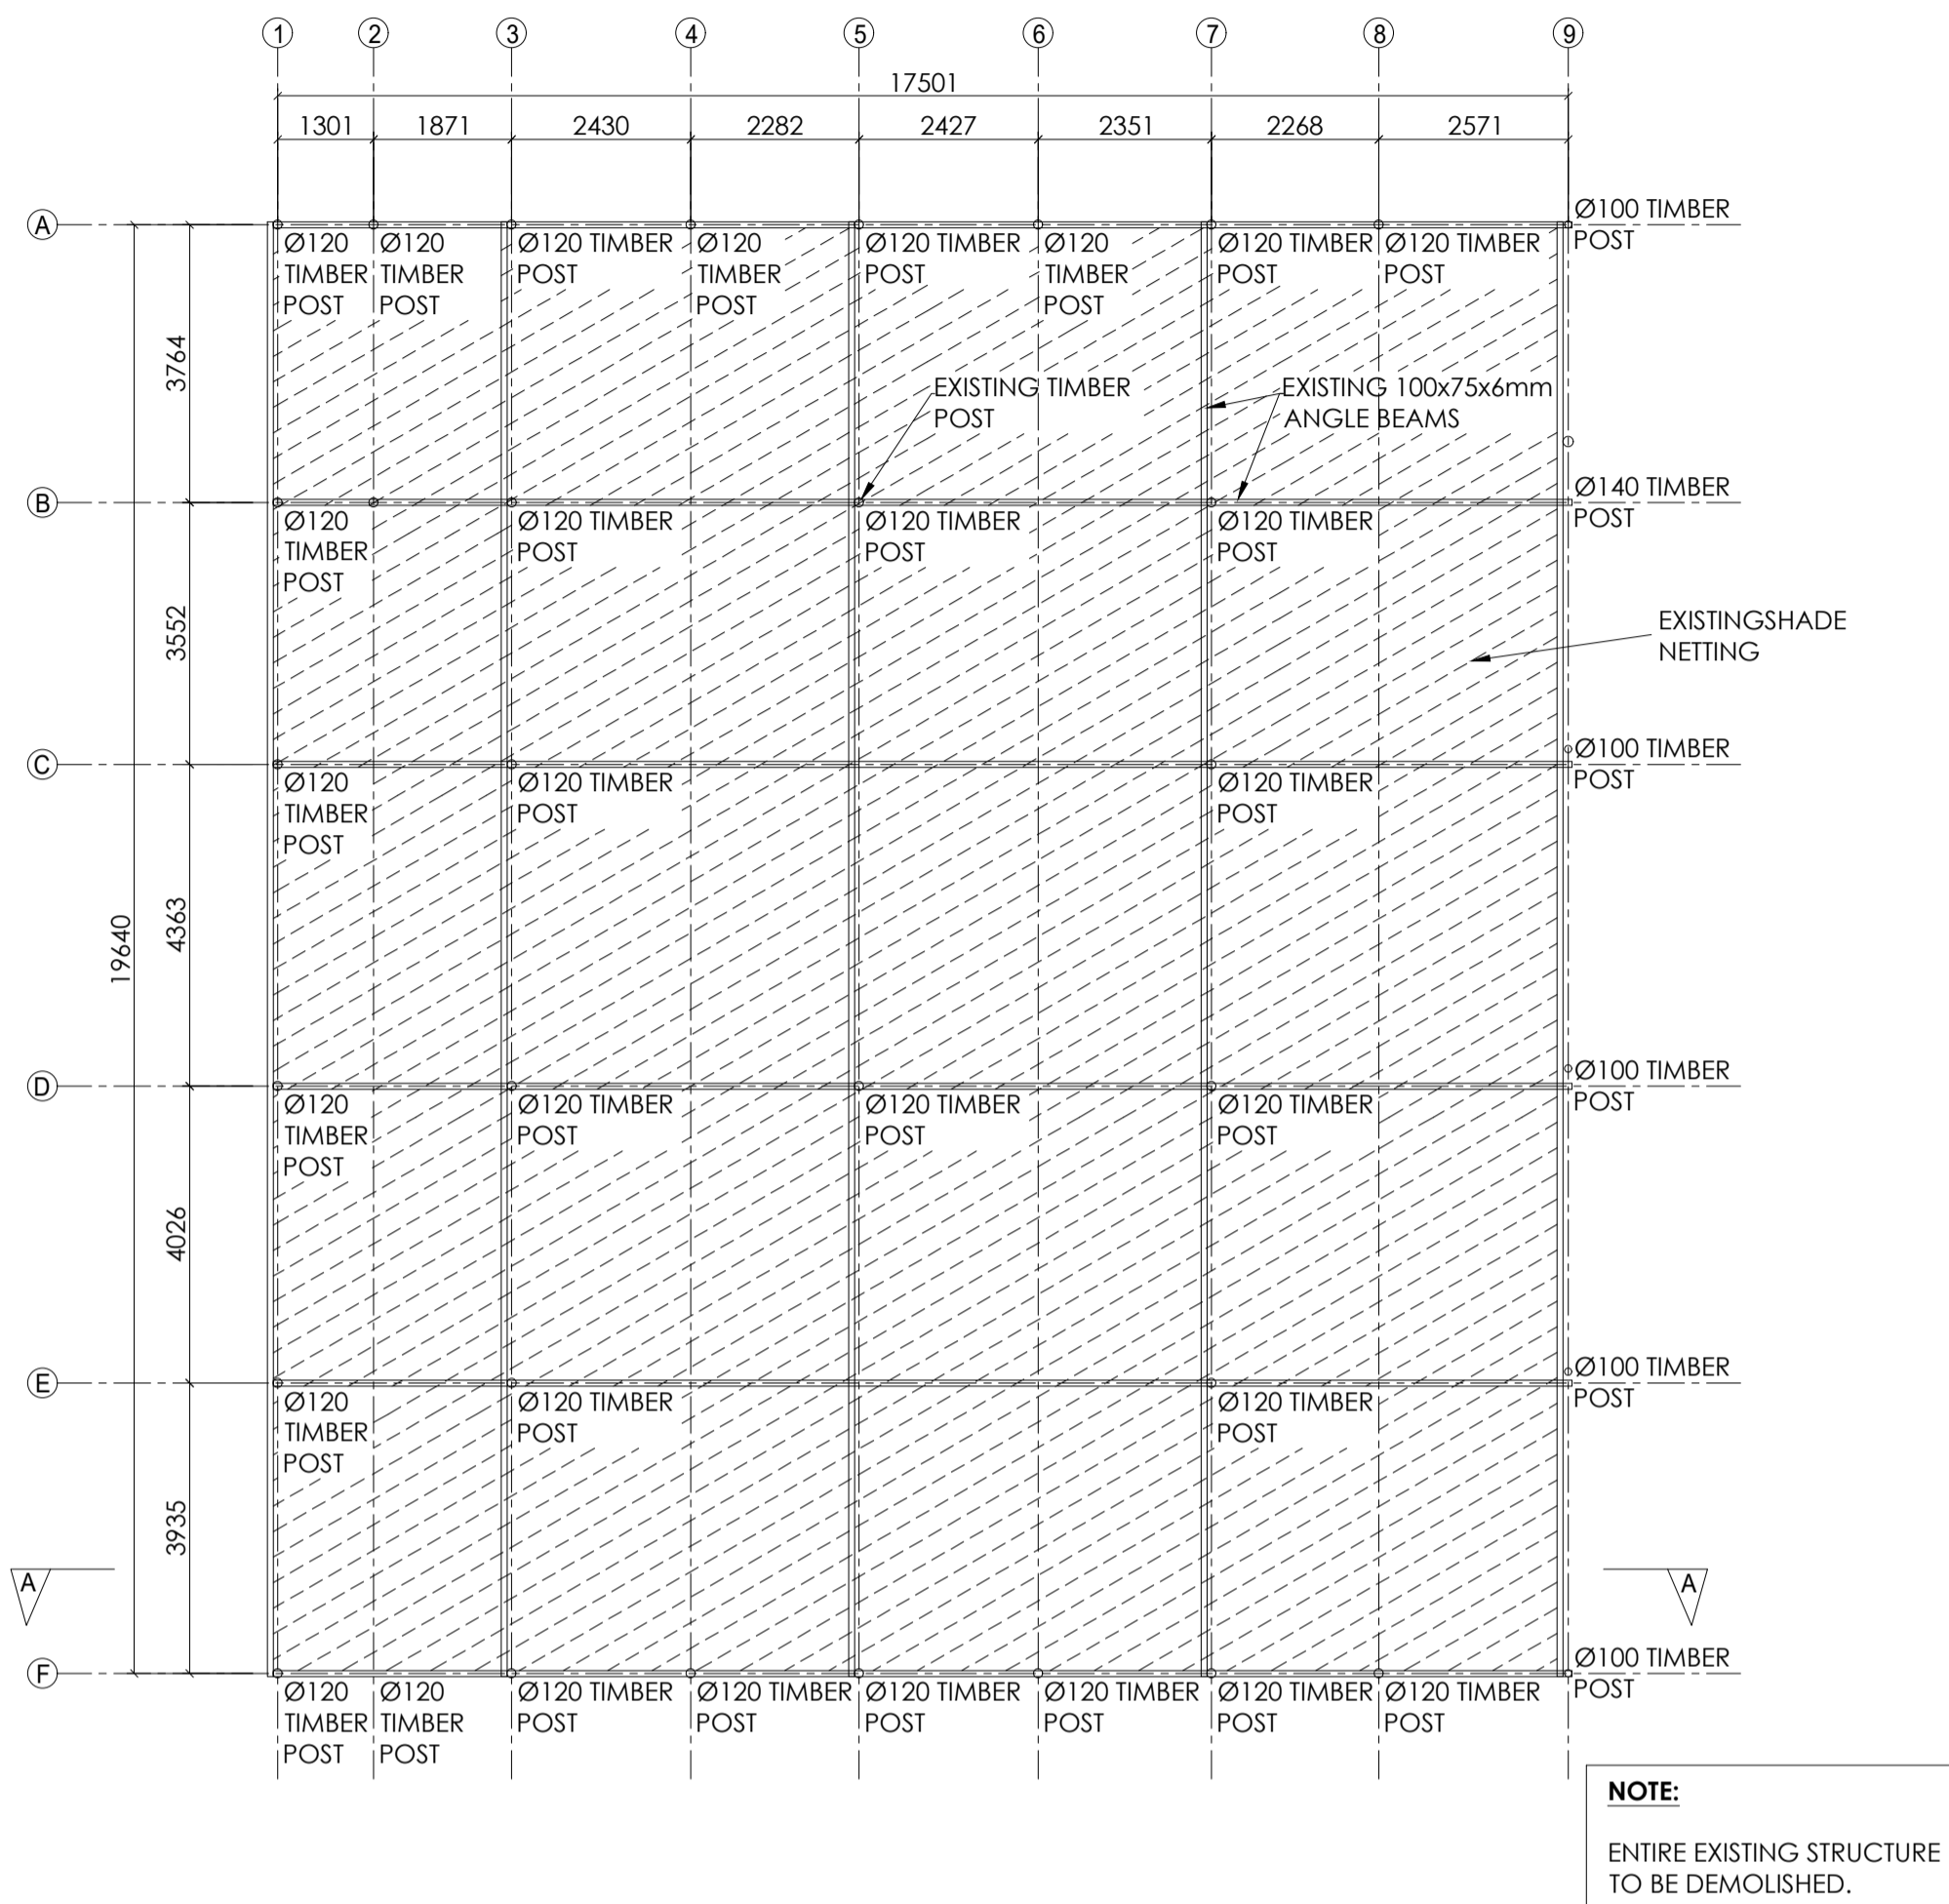 1 2 3 4 5 6 7 8 9
17501
1301 1871 2430 2282 2427 2351 2268 2571
A
Ø100 TIMBER
POST
Ø120
TIMBER
POST
Ø120
TIMBER
POST
Ø120 TIMBER
POST
Ø120
TIMBER
POST
Ø120 TIMBER
POST
Ø120
TIMBER
POST
Ø120 TIMBER
POST
Ø120 TIMBER
POST
3764
EXISTING TIMBER
POST
EXISTING 100x75x6mm
ANGLE BEAMS
B
Ø140 TIMBER
POST
Ø120
TIMBER
POST
Ø120 TIMBER
POST
Ø120 TIMBER
POST
Ø120 TIMBER
POST
3552
EXISTINGSHADE
NETTING
C
Ø100 TIMBER
POST
Ø120
TIMBER
POST
Ø120 TIMBER
POST
Ø120 TIMBER
POST
4363
19640
D
Ø100 TIMBER
POST
Ø120
TIMBER
POST
Ø120 TIMBER
POST
Ø120 TIMBER
POST
Ø120 TIMBER
POST
4026
E
Ø100 TIMBER
POST
Ø120
TIMBER
POST
Ø120 TIMBER
POST
Ø120 TIMBER
POST
3935
A
A
F
Ø100 TIMBER
POST
Ø120
TIMBER
POST
Ø120
TIMBER
POST
Ø120 TIMBER
POST
Ø120 TIMBER
POST
Ø120 TIMBER
POST
Ø120 TIMBER
POST
Ø120 TIMBER
POST
Ø120 TIMBER
POST
NOTE:
ENTIRE EXISTING STRUCTURE
TO BE DEMOLISHED.